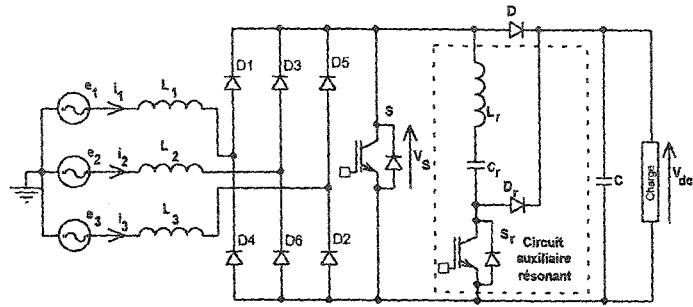 D
D1
D3
D5
e1
i1
L1
e2
i2
L2
e3
i3
L3
S
VS
Lr
Cr
Dr
C
Charge
Vdc
D4
D6
D2
Sr
Circuit
auxiliaire
résonant